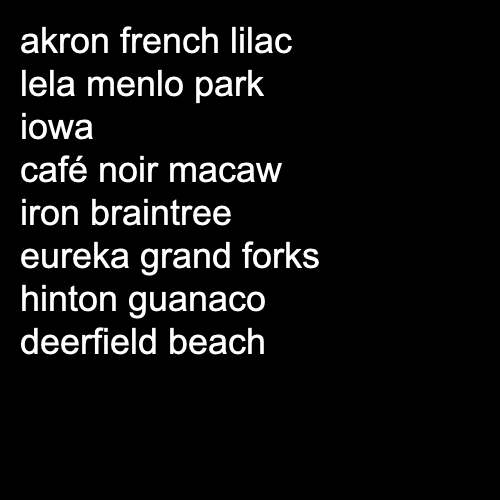 akron french lilac
lela menlo park
iowa
café noir macaw
iron braintree
eureka grand forks
hinton guanaco
deerfield beach